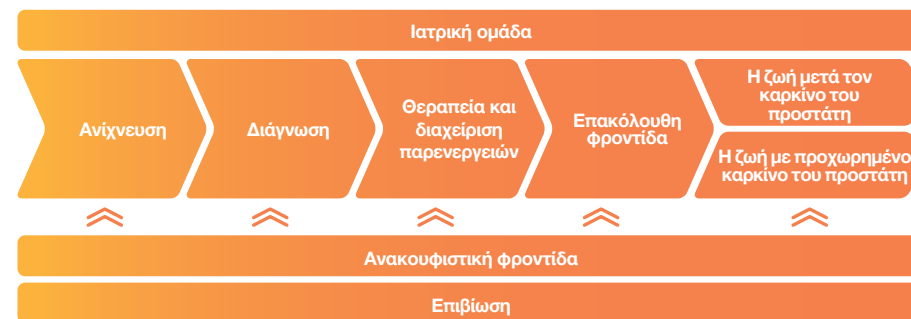 Ιατρική ομάδα
Ανίχνευση
Διάγνωση
Θεραπεία και
διαχείριση
παρενεργειών
Επακόλουθη
φροντίδα
Η ζωή μετά τον
καρκίνο του
προστάτη
Η ζωή με προχωρημένο
καρκίνο του προστάτη
Ανακουφιστική φροντίδα
Επιβίωση